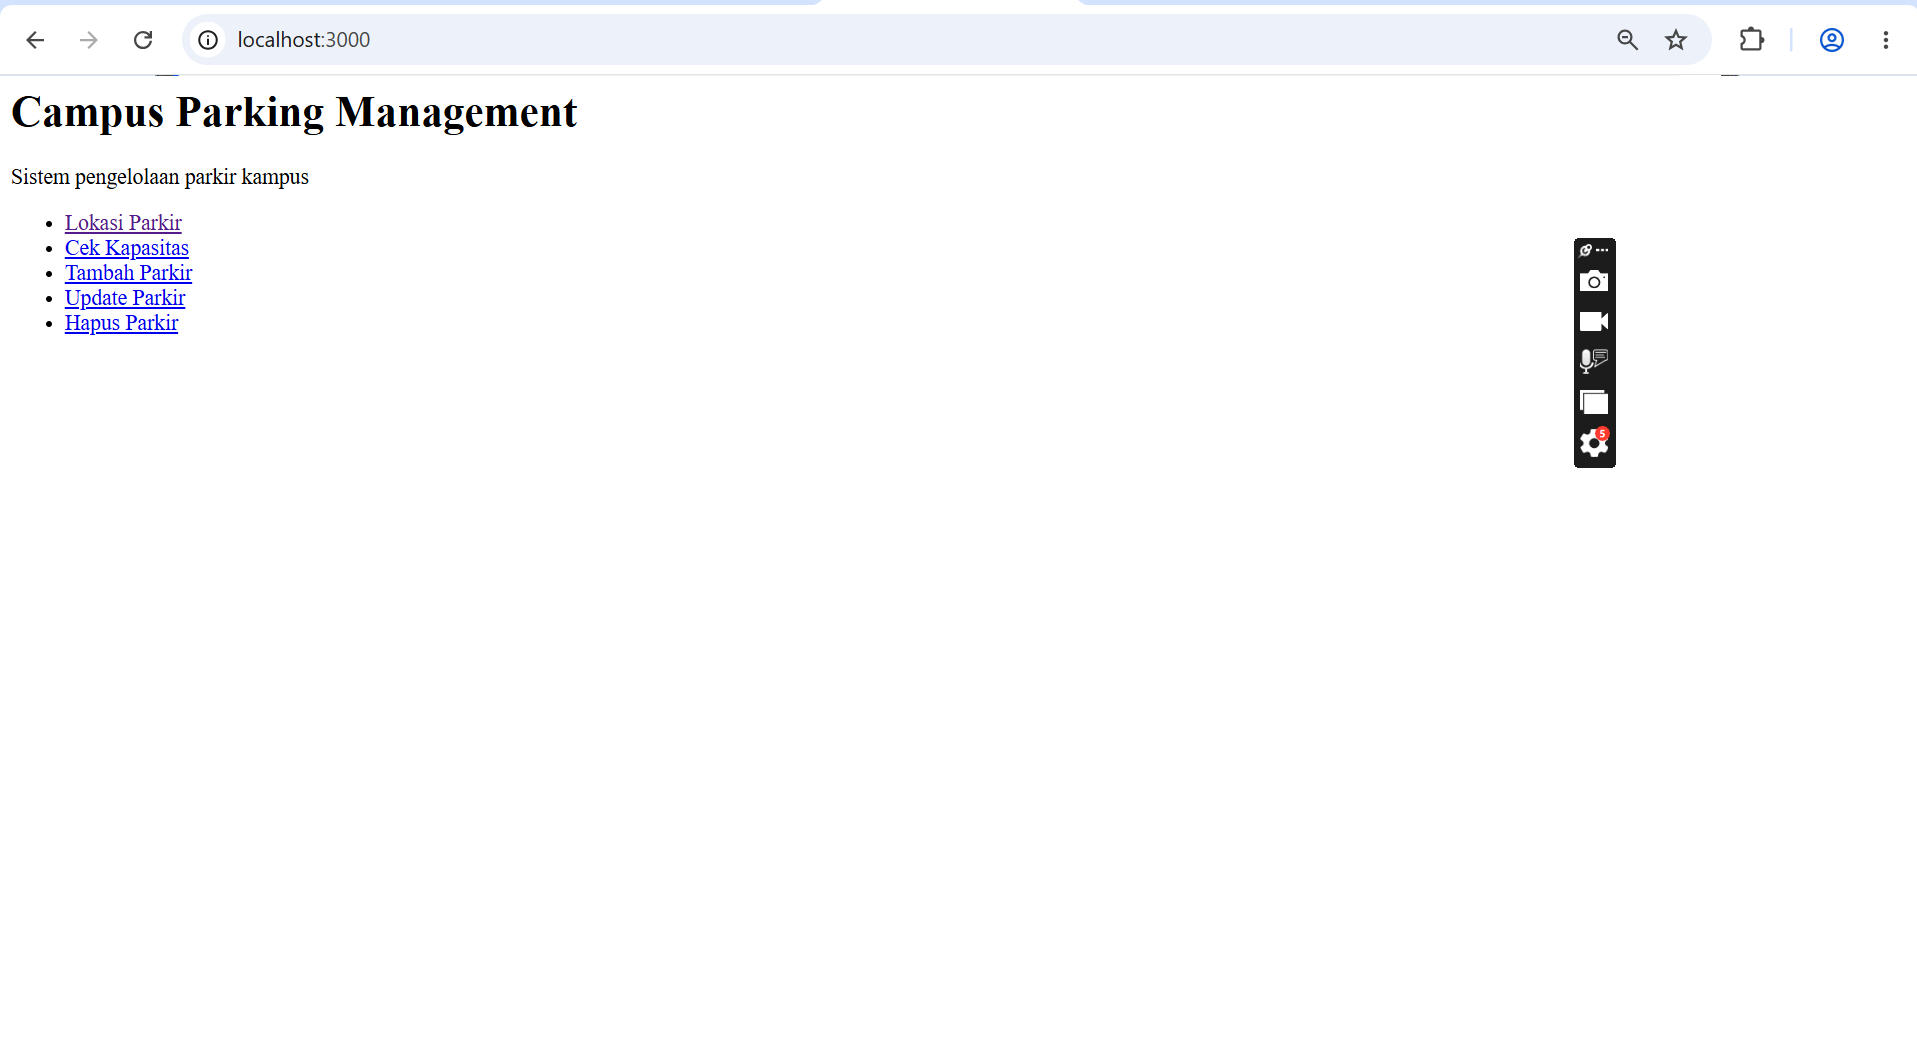 localhost:3000
Campus Parking Management
Sistem pengelolaan parkir kampus
Lokasi Parkir
Cek Kapasitas
Tambah Parkir
Update Parkir
Hapus Parkir
5